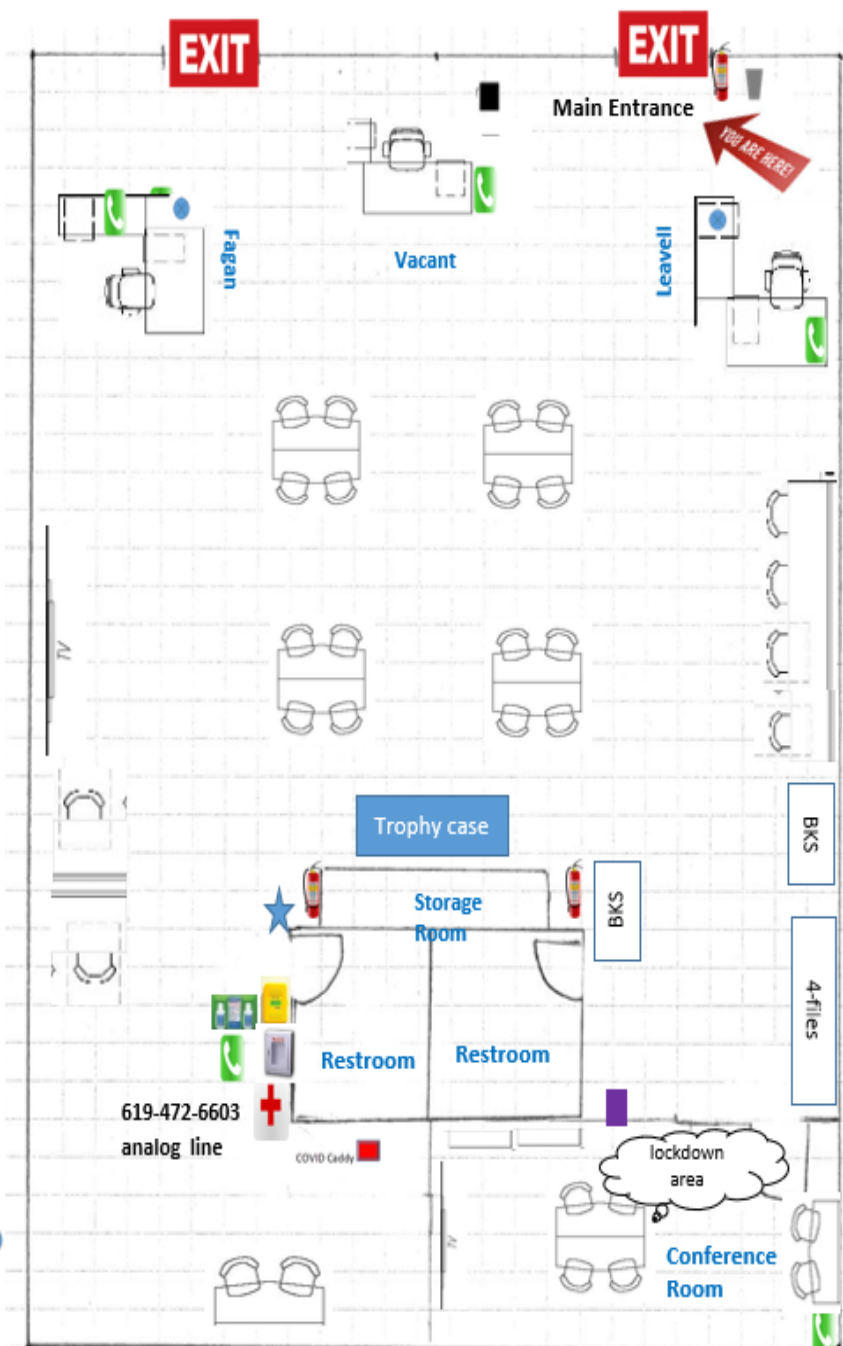 EXIT
EXIT
Main Entrance
YOU ARE HERE!
Fagan
Vacant
Leavell
TV
Trophy case
BKS
Storage
Room
BKS
4-files
Restroom
Restroom
619-472-6603
analog line
COVID Caddy
lockdown
area
TV
Conference
Room